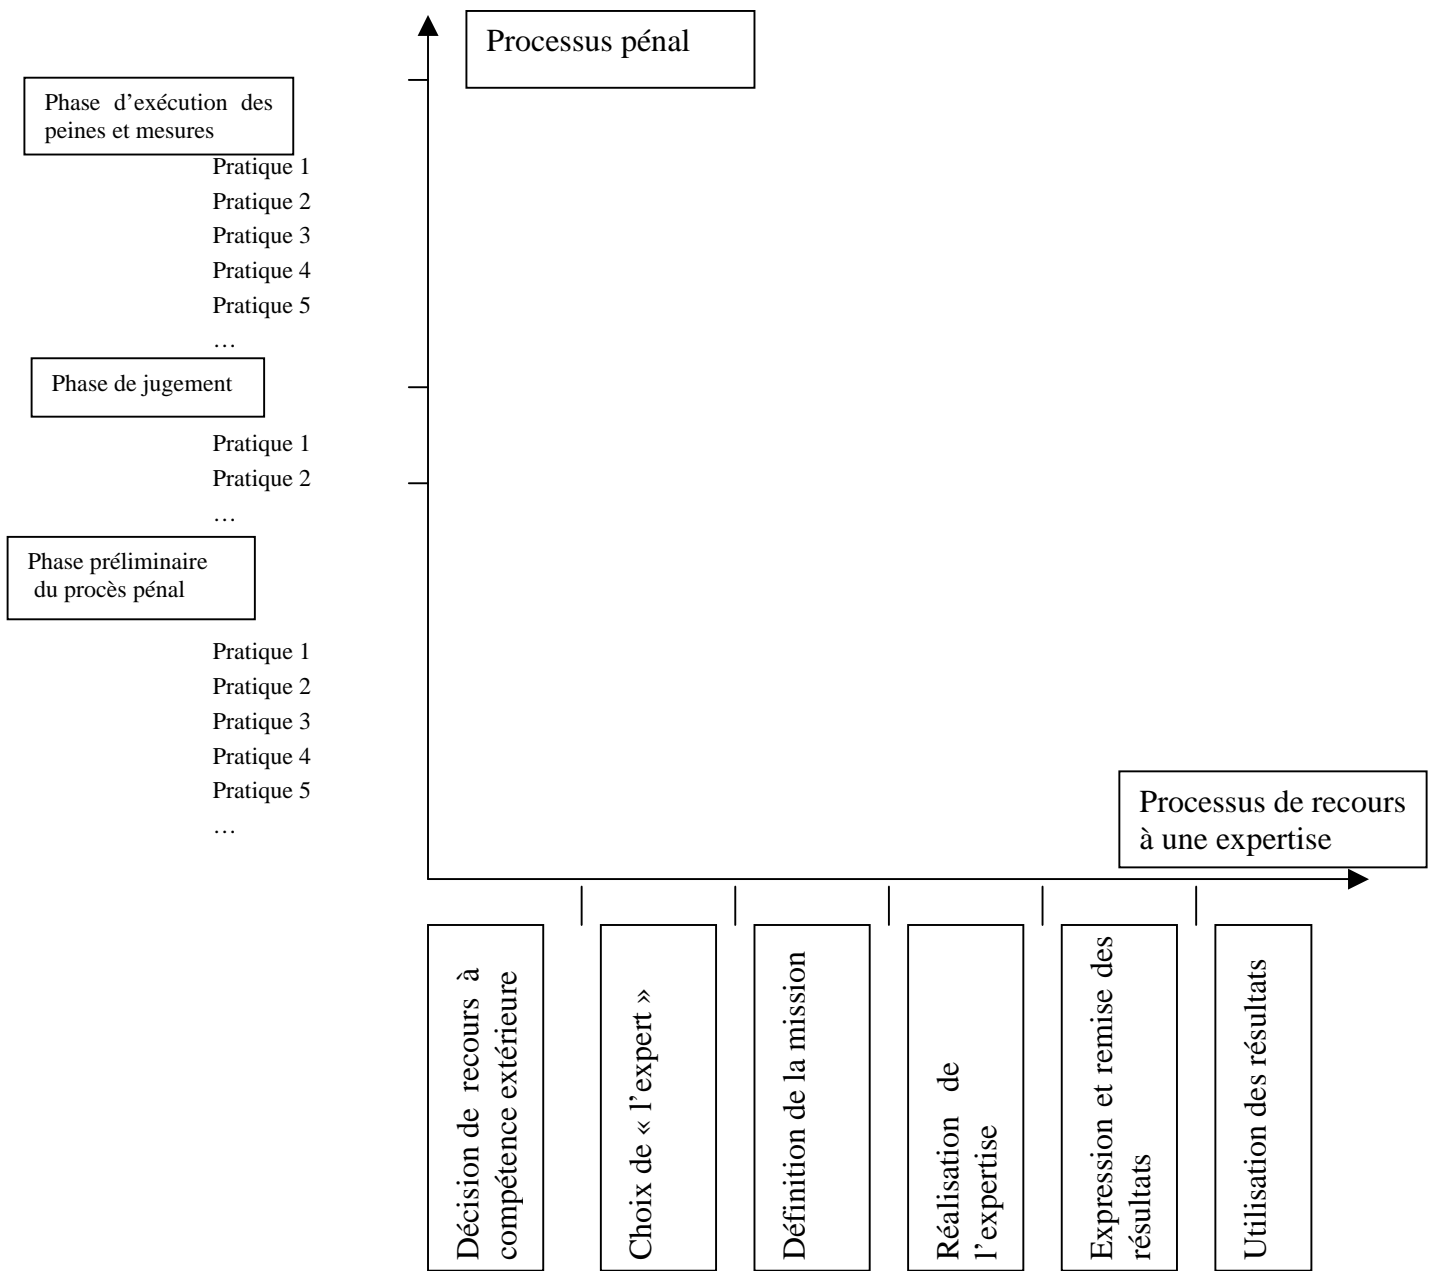 Processus pénal
Phase d’exécution des
peines et mesures
Pratique 1
Pratique 2
Pratique 3
Pratique 4
Pratique 5
…
Phase de jugement
Pratique 1
Pratique 2
…
Phase préliminaire
du procès pénal
Pratique 1
Pratique 2
Pratique 3
Pratique 4
Pratique 5
…
Processus de recours
à une expertise
Décision de recours à
compétence extérieure
Choix de « l’expert »
Définition de la mission
Réalisation de
l’expertise
Expression et remise des
résultats
Utilisation des résultats